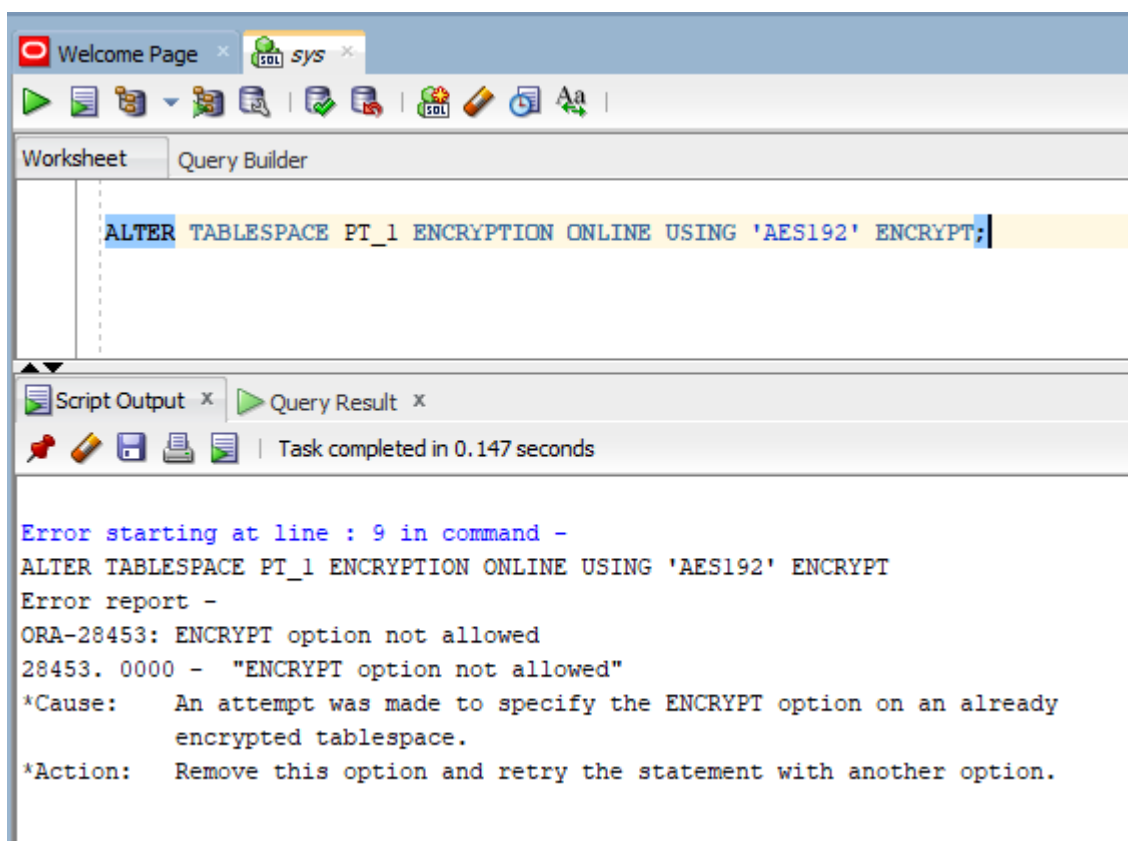 Welcome Page
sys
Worksheet
Query Builder
ALTER TABLESPACE PT_1 ENCRYPTION ONLINE USING 'AES192' ENCRYPT;
Script Output x
Query Result x
Task completed in 0.147 seconds
Error starting at line : 9 in command -
ALTER TABLESPACE PT_1 ENCRYPTION ONLINE USING 'AES192' ENCRYPT
Error report -
ORA-28453: ENCRYPT option not allowed
28453. 0000 -  "ENCRYPT option not allowed"
*Cause:    An attempt was made to specify the ENCRYPT option on an already
encrypted tablespace.
*Action:   Remove this option and retry the statement with another option.